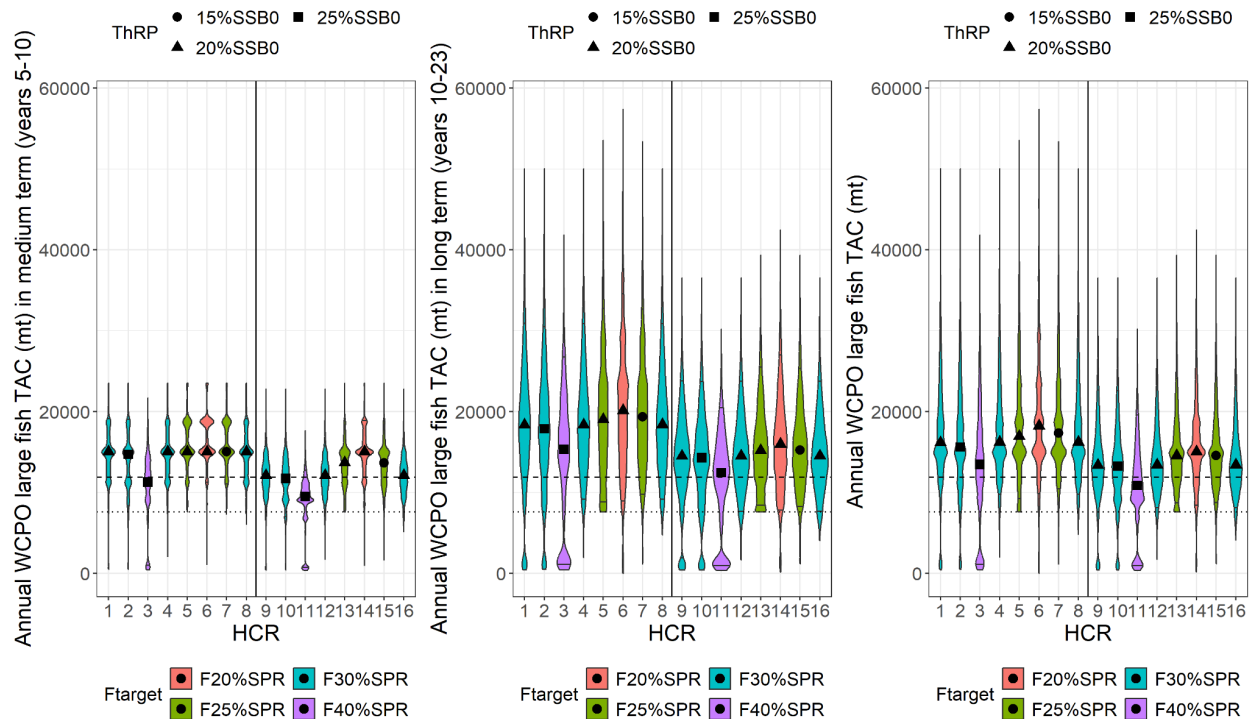 ThRP ● 15%SSB0 ■ 25%SSB0
▲ 20%SSB0
Annual WCPO large fish TAC (mt) in medium term (years 5-10)
60000
40000
20000
0
1 2 3 4 5 6 7 8 9 10 11 12 13 14 15 16
HCR
Ftarget F20%SPR F30%SPR
F25%SPR F40%SPR
ThRP ● 15%SSB0 ■ 25%SSB0
▲ 20%SSB0
Annual WCPO large fish TAC (mt) in long term (years 10-23)
60000
40000
20000
0
1 2 3 4 5 6 7 8 9 10 11 12 13 14 15 16
HCR
Ftarget F20%SPR F30%SPR
F25%SPR F40%SPR
ThRP ● 15%SSB0 ■ 25%SSB0
▲ 20%SSB0
Annual WCPO large fish TAC (mt)
60000
40000
20000
0
1 2 3 4 5 6 7 8 9 10 11 12 13 14 15 16
HCR
Ftarget F20%SPR F30%SPR
F25%SPR F40%SPR